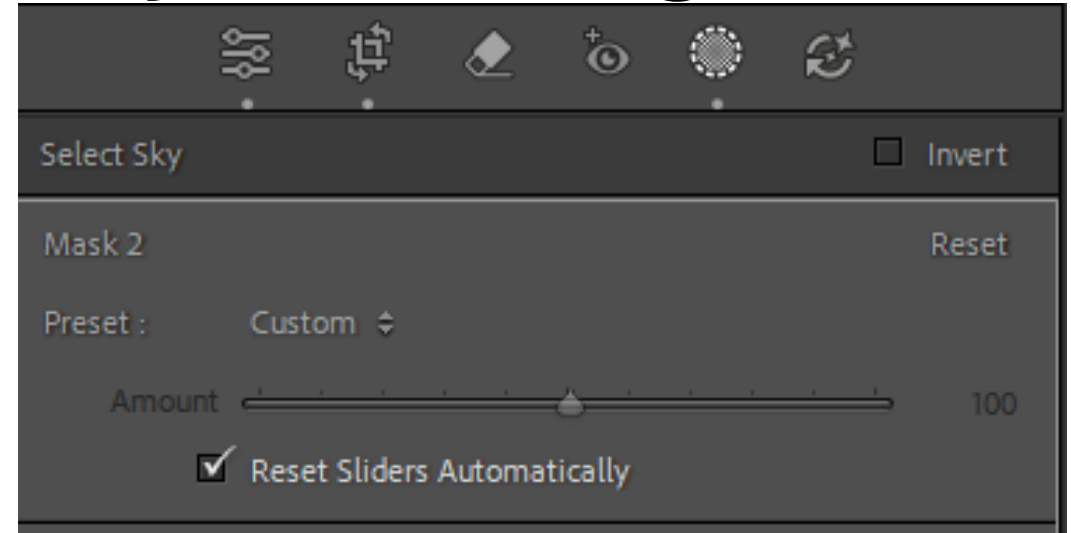 Select Sky Invert
Mask 2 Reset
Preset : Custom
Amount 100
Reset Sliders Automatically